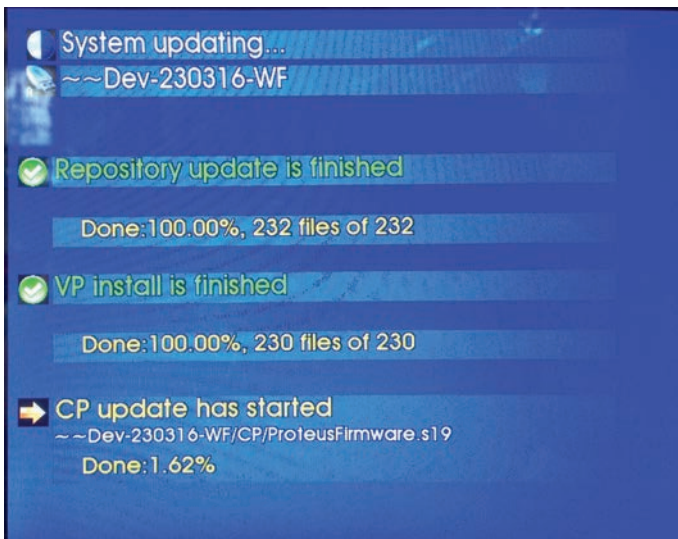 System updating...
~~Dev-230316-WF
Repository update is finished
Done:100.00%, 232 files of 232
VP install is finished
Done:100.00%, 230 files of 230
CP update has started
~~Dev-230316-WF/CP/ProteusFirmware.s19
Done:1.62%